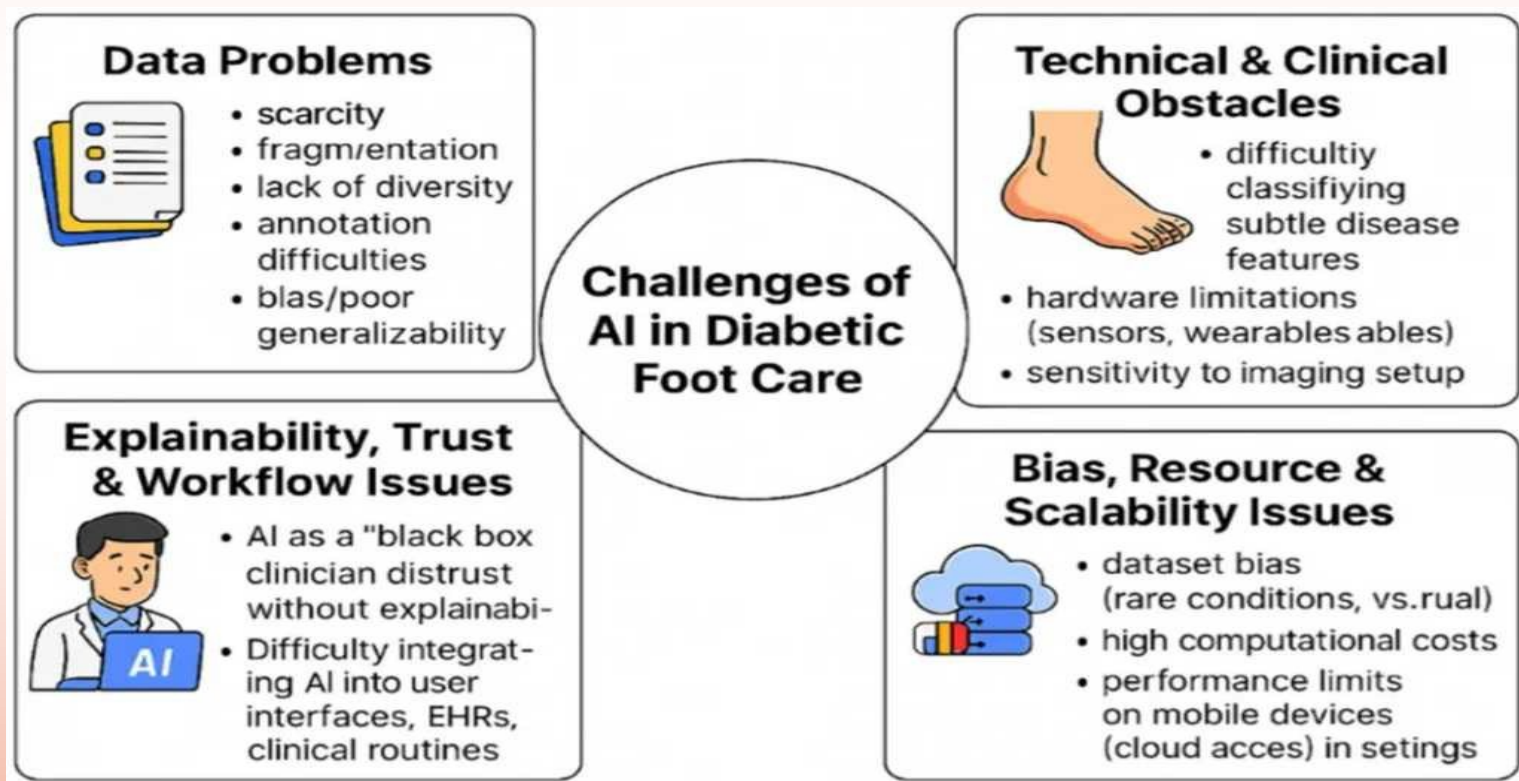 Data Problems
• scarcity
• fragm/entation
• lack of diversity
• annotation
difficulties
• blas/poor
generalizability
Technical & Clinical
Obstacles
• difficultiy
classifiying
subtle disease
features
• hardware limitations
(sensors, wearables ables)
• sensitivity to imaging setup
Challenges of
AI in Diabetic
Foot Care
Explainability, Trust
& Workflow Issues
• AI as a "black box
clinician distrust
without explainabi-
• Difficulty integrat-
ing AI into user
interfaces, EHRs,
clinical routines
AI
Bias, Resource &
Scalability Issues
• dataset bias
(rare conditions, vs.rual)
• high computational costs
• performance limits
on mobile devices
(cloud acces) in setings